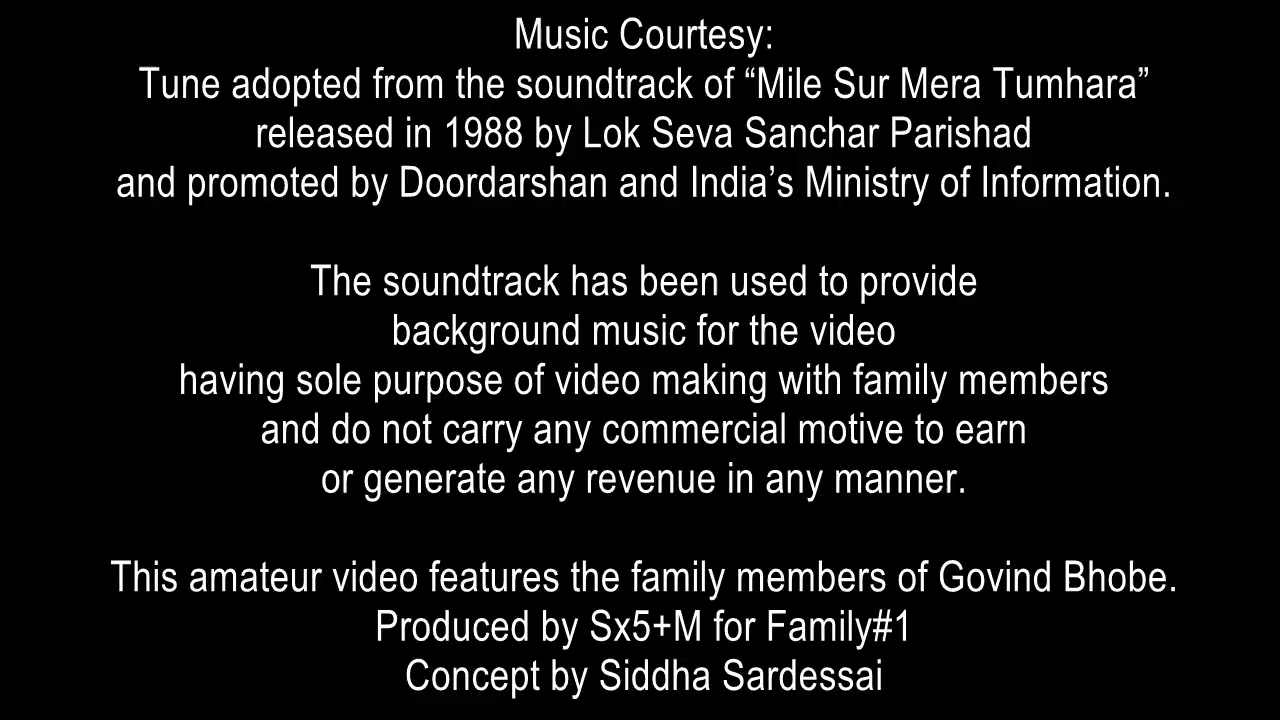 Music Courtesy:
Tune adopted from the soundtrack of “Mile Sur Mera Tumhara”
released in 1988 by Lok Seva Sanchar Parishad
and promoted by Doordarshan and India’s Ministry of Information.
The soundtrack has been used to provide
background music for the video
having sole purpose of video making with family members
and do not carry any commercial motive to earn
or generate any revenue in any manner.
This amateur video features the family members of Govind Bhobe.
Produced by Sx5+M for Family#1
Concept by Siddha Sardessai